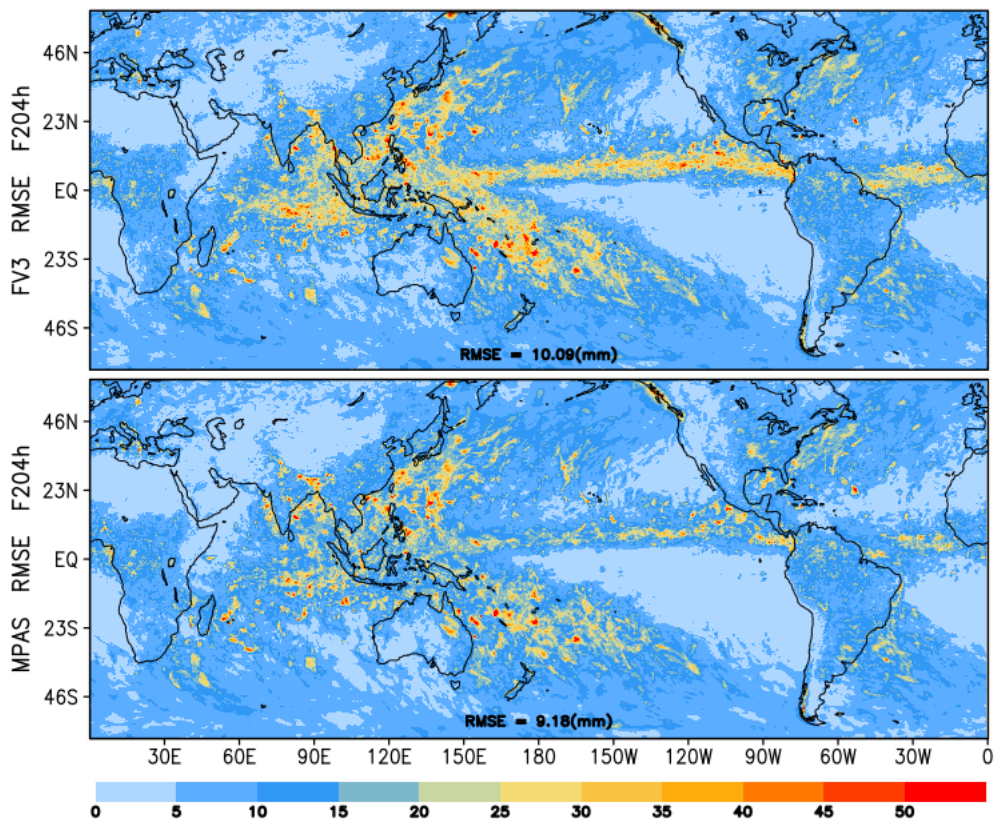 FV3 RMSE F204h
46N
23N
EQ
23S
46S
RMSE = 10.09(mm)
MPAS RMSE F204h
46N
23N
EQ
23S
46S
RMSE = 9.18(mm)
30E 60E 90E 120E 150E 180 150W 120W 90W 60W 30W 0
0 5 10 15 20 25 30 35 40 45 50